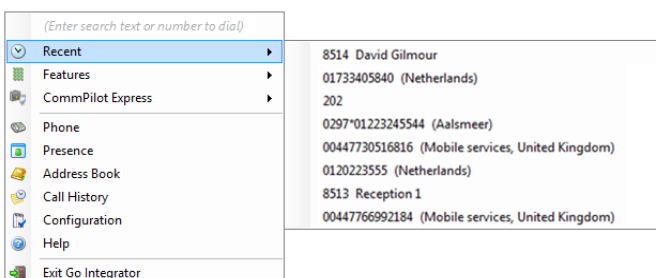 (Enter search text or number to dial)
Recent
Features
CommPilot Express
Phone
Presence
Address Book
Call History
Configuration
Help
Exit Go Integrator
8514 David Gilmour
01733405840 (Netherlands)
202
0297*01223245544 (Aalsmeer)
00447730516816 (Mobile services, United Kingdom)
0120223555 (Netherlands)
8513 Reception 1
00447766992184 (Mobile services, United Kingdom)